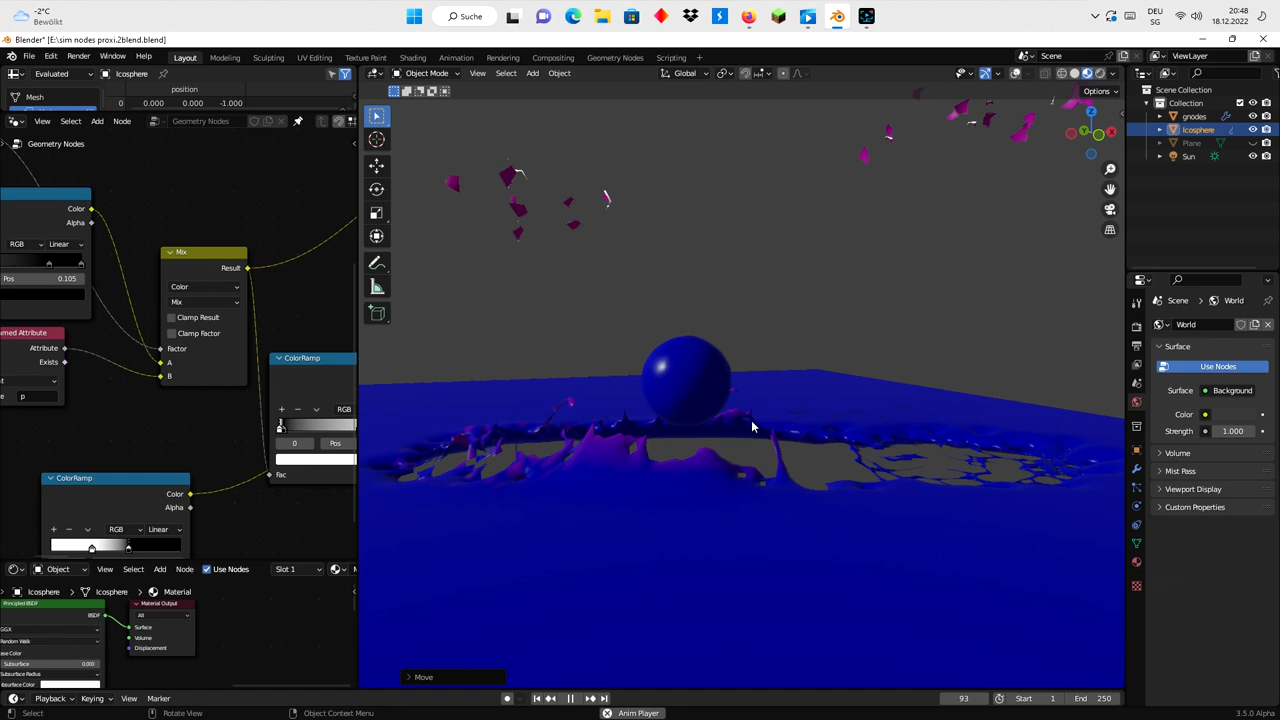 -2°C
Bewölkt
Suche
DEU
SG
20:48
18.12.2022
Blender* [E:\sim nodes proxi.2blend.blend]
File Edit Render Window Help
Layout Modeling Sculpting UV Editing Texture Paint Shading Animation Rendering Compositing Geometry Nodes Scripting
Scene
ViewLayer
Evaluated
Icosphere
Mesh
position
0 0.000 0.000 -1.000
View Select Add Node
Geometry Nodes
Geometry Nodes
Object Mode View Select Add Object
Global
Options
Z
Y
X
Scene Collection
Collection
gnodes
Icosphere
Plane
Sun
Color
Alpha
RGB Linear
Pos 0.105
amed Attribute
Attribute
Exists
e p
Mix
Result
Color
Mix
Clamp Result
Clamp Factor
Factor
A
B
ColorRamp
RGB
0 Pos
Fac
ColorRamp
Color
Alpha
RGB Linear
Object View Select Add Node Use Nodes Slot 1
Icosphere Icosphere Material
Principled BSDF
BSDF
GGX
Random Walk
ase Color
Subsurface 0.000
Subsurface Radius
Material Output
All
Surface
Volume
Displacement
Move
Scene World
World
Surface
Use Nodes
Surface Background
Color
Strength 1.000
Volume
Mist Pass
Viewport Display
Custom Properties
Playback Keying View Marker
93 Start 1 End 250
Select Rotate View Object Context Menu Anim Player 3.5.0 Alpha